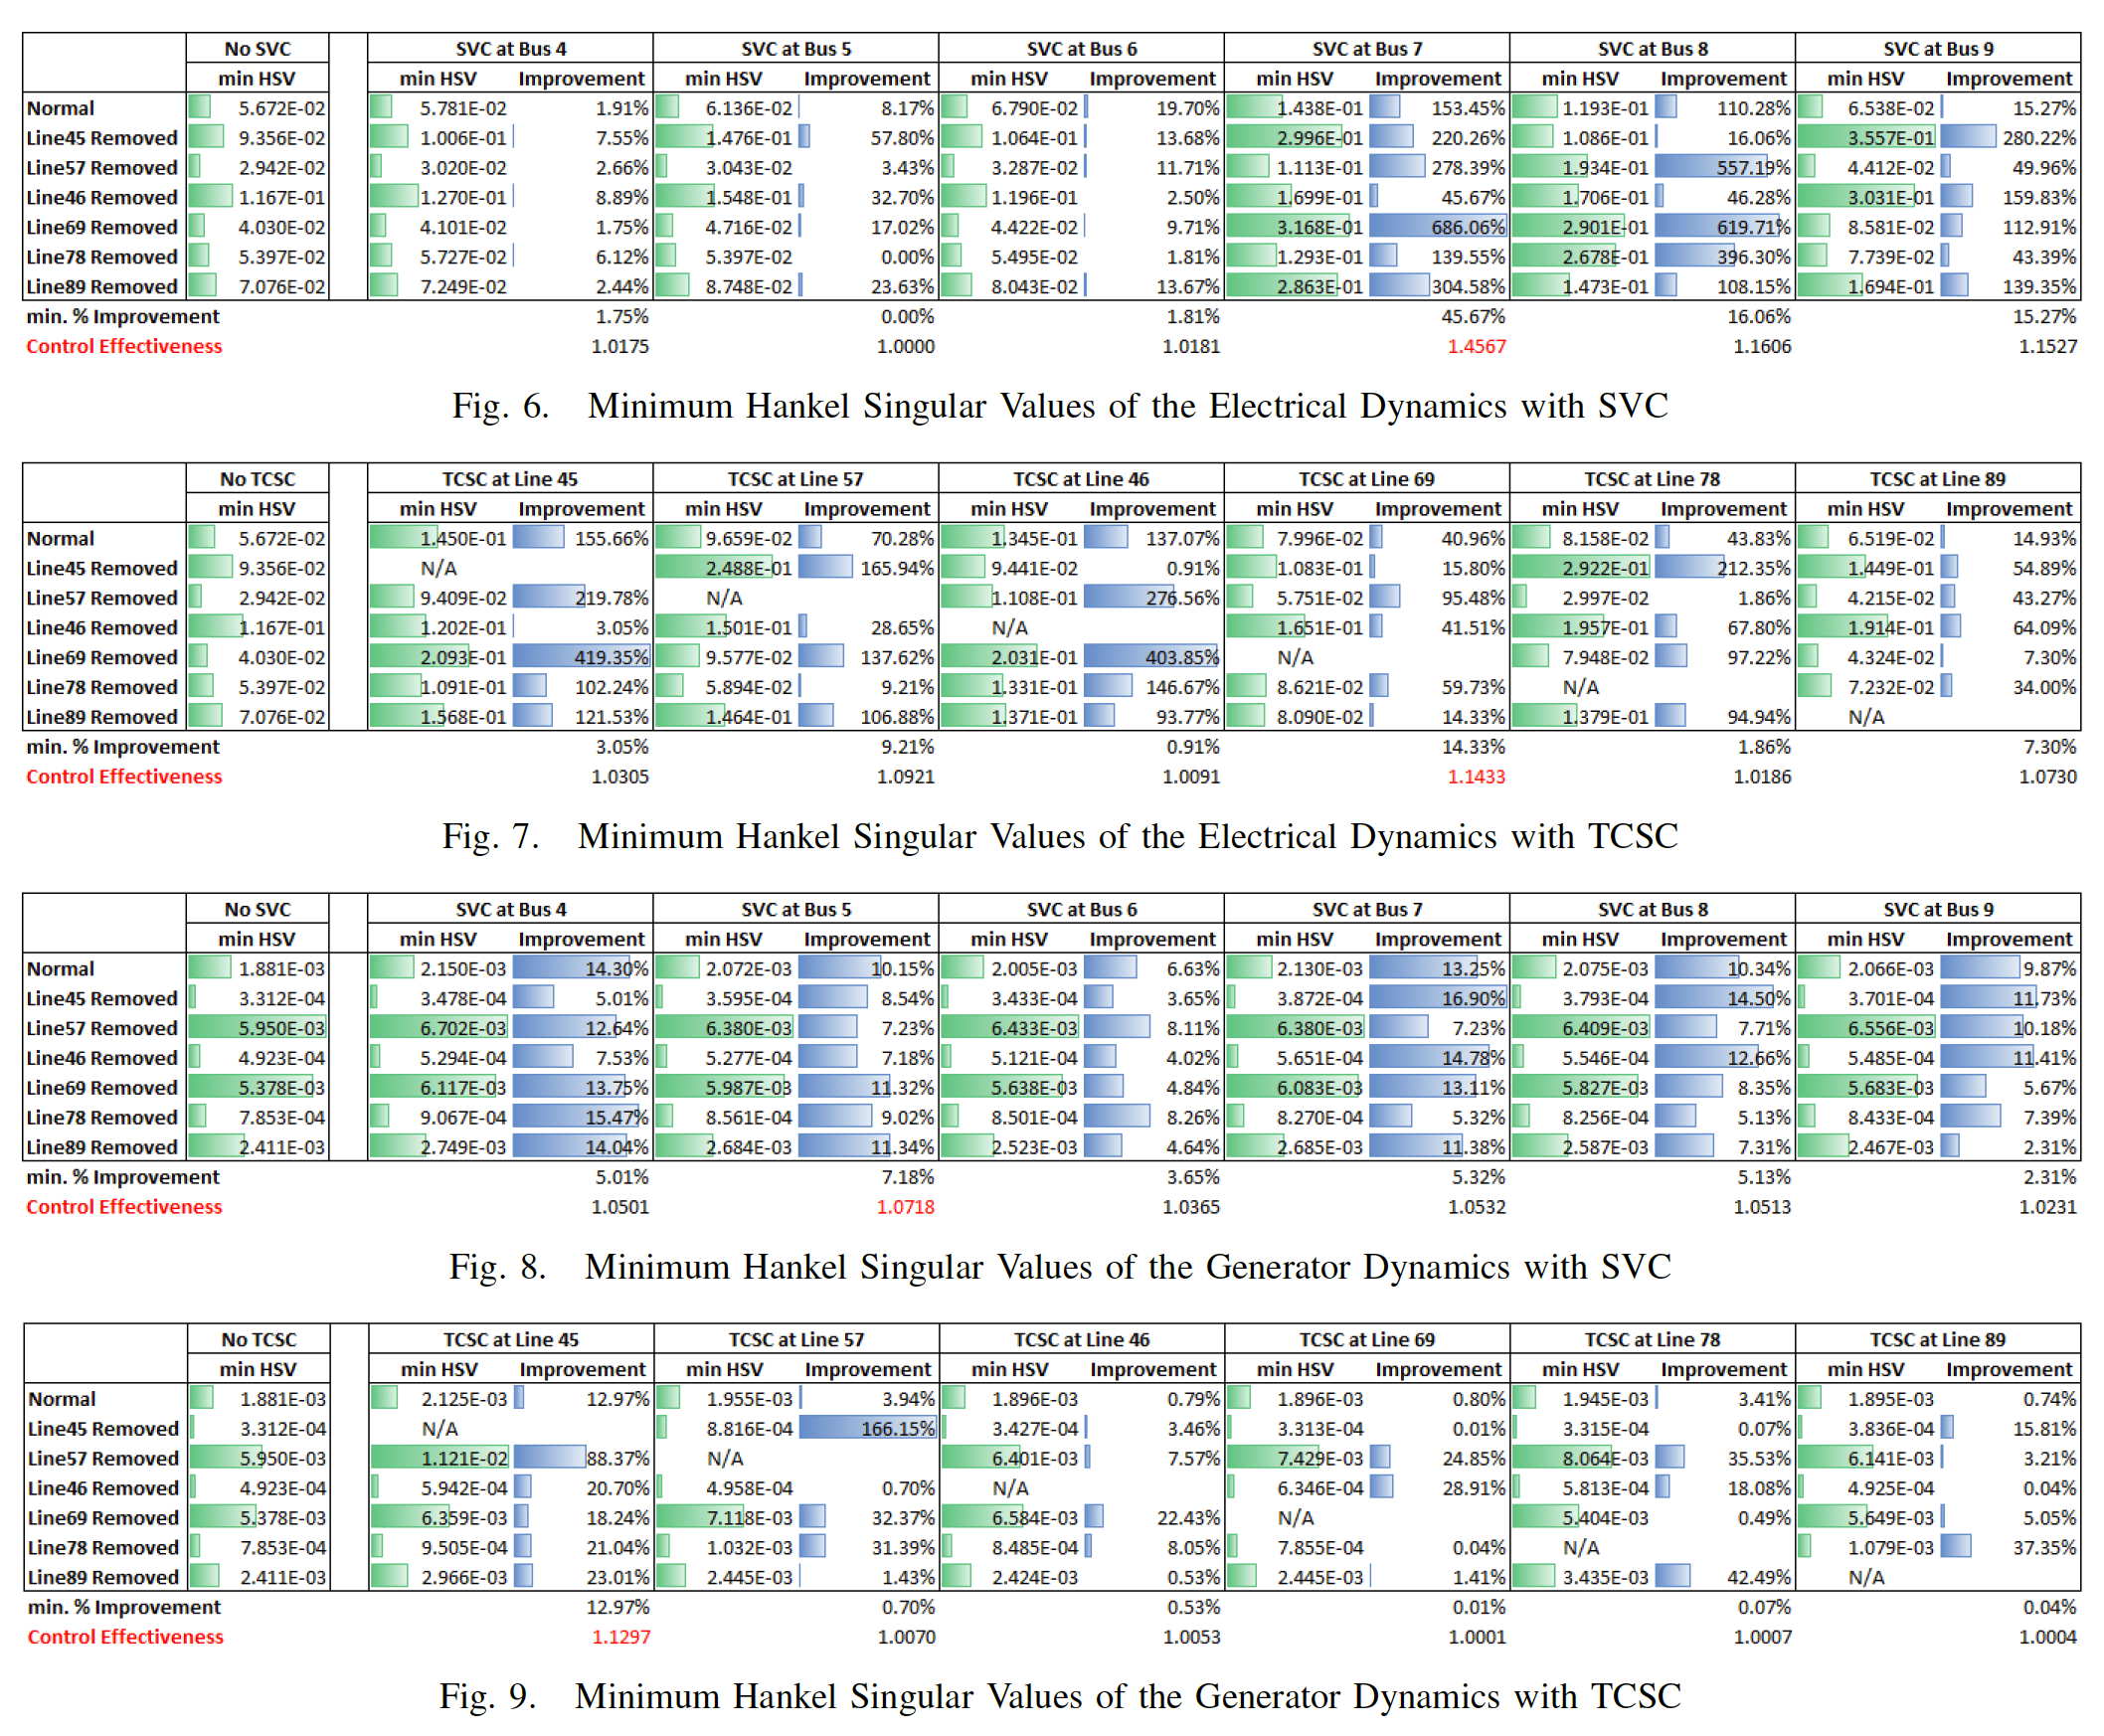 No SVC SVC at Bus 4 SVC at Bus 5 SVC at Bus 6 SVC at Bus 7 SVC at Bus 8 SVC at Bus 9
min HSV min HSV Improvement min HSV Improvement min HSV Improvement min HSV Improvement min HSV Improvement min HSV Improvement
Normal 5.672E-02 5.781E-02 1.91% 6.136E-02 8.17% 6.790E-02 19.70% 1.438E-01 153.45% 1.193E-01 110.28% 6.538E-02 15.27%
Line45 Removed 9.356E-02 1.006E-01 7.55% 1.476E-01 57.80% 1.064E-01 13.68% 2.996E-01 220.26% 1.086E-01 16.06% 3.557E-01 280.22%
Line57 Removed 2.942E-02 3.020E-02 2.66% 3.043E-02 3.43% 3.287E-02 11.71% 1.113E-01 278.39% 1.934E-01 557.19% 4.412E-02 49.96%
Line46 Removed 1.167E-01 1.270E-01 8.89% 1.548E-01 32.70% 1.196E-01 2.50% 1.699E-01 45.67% 1.706E-01 46.28% 3.031E-01 159.83%
Line69 Removed 4.030E-02 4.101E-02 1.75% 4.716E-02 17.02% 4.422E-02 9.71% 3.168E-01 686.06% 2.901E-01 619.71% 8.581E-02 112.91%
Line78 Removed 5.397E-02 5.727E-02 6.12% 5.397E-02 0.00% 5.495E-02 1.81% 1.293E-01 139.55% 2.678E-01 396.30% 7.739E-02 43.39%
Line89 Removed 7.076E-02 7.249E-02 2.44% 8.748E-02 23.63% 8.043E-02 13.67% 2.863E-01 304.58% 1.473E-01 108.15% 1.694E-01 139.35%
min. % Improvement 1.75% 0.00% 1.81% 45.67% 16.06% 15.27%
Control Effectiveness 1.0175 1.0000 1.0181 1.4567 1.1606 1.1527
Fig. 6. Minimum Hankel Singular Values of the Electrical Dynamics with SVC
No TCSC TCSC at Line 45 TCSC at Line 57 TCSC at Line 46 TCSC at Line 69 TCSC at Line 78 TCSC at Line 89
min HSV min HSV Improvement min HSV Improvement min HSV Improvement min HSV Improvement min HSV Improvement min HSV Improvement
Normal 5.672E-02 1.450E-01 155.66% 9.659E-02 70.28% 1.345E-01 137.07% 7.996E-02 40.96% 8.158E-02 43.83% 6.519E-02 14.93%
Line45 Removed 9.356E-02 N/A 2.488E-01 165.94% 9.441E-02 0.91% 1.083E-01 15.80% 2.922E-01 212.35% 1.449E-01 54.89%
Line57 Removed 2.942E-02 9.409E-02 219.78% N/A 1.108E-01 276.56% 5.751E-02 95.48% 2.997E-02 1.86% 4.215E-02 43.27%
Line46 Removed 1.167E-01 1.202E-01 3.05% 1.501E-01 28.65% N/A 1.651E-01 41.51% 1.957E-01 67.80% 1.914E-01 64.09%
Line69 Removed 4.030E-02 2.093E-01 419.35% 9.577E-02 137.62% 2.031E-01 403.85% N/A 7.948E-02 97.22% 4.324E-02 7.30%
Line78 Removed 5.397E-02 1.091E-01 102.24% 5.894E-02 9.21% 1.331E-01 146.67% 8.621E-02 59.73% N/A 7.232E-02 34.00%
Line89 Removed 7.076E-02 1.568E-01 121.53% 1.464E-01 106.88% 1.371E-01 93.77% 8.090E-02 14.33% 1.379E-01 94.94% N/A
min. % Improvement 3.05% 9.21% 0.91% 14.33% 1.86% 7.30%
Control Effectiveness 1.0305 1.0921 1.0091 1.1433 1.0186 1.0730
Fig. 7. Minimum Hankel Singular Values of the Electrical Dynamics with TCSC
No SVC SVC at Bus 4 SVC at Bus 5 SVC at Bus 6 SVC at Bus 7 SVC at Bus 8 SVC at Bus 9
min HSV min HSV Improvement min HSV Improvement min HSV Improvement min HSV Improvement min HSV Improvement min HSV Improvement
Normal 1.881E-03 2.150E-03 14.30% 2.072E-03 10.15% 2.005E-03 6.63% 2.130E-03 13.25% 2.075E-03 10.34% 2.066E-03 9.87%
Line45 Removed 3.312E-04 3.478E-04 5.01% 3.595E-04 8.54% 3.433E-04 3.65% 3.872E-04 16.90% 3.793E-04 14.50% 3.701E-04 11.73%
Line57 Removed 5.950E-03 6.702E-03 12.64% 6.380E-03 7.23% 6.433E-03 8.11% 6.380E-03 7.23% 6.409E-03 7.71% 6.556E-03 10.18%
Line46 Removed 4.923E-04 5.294E-04 7.53% 5.277E-04 7.18% 5.121E-04 4.02% 5.651E-04 14.78% 5.546E-04 12.66% 5.485E-04 11.41%
Line69 Removed 5.378E-03 6.117E-03 13.75% 5.987E-03 11.32% 5.638E-03 4.84% 6.083E-03 13.11% 5.827E-03 8.35% 5.683E-03 5.67%
Line78 Removed 7.853E-04 9.067E-04 15.47% 8.561E-04 9.02% 8.501E-04 8.26% 8.270E-04 5.32% 8.256E-04 5.13% 8.433E-04 7.39%
Line89 Removed 2.411E-03 2.749E-03 14.04% 2.684E-03 11.34% 2.523E-03 4.64% 2.685E-03 11.38% 2.587E-03 7.31% 2.467E-03 2.31%
min. % Improvement 5.01% 7.18% 3.65% 5.32% 5.13% 2.31%
Control Effectiveness 1.0501 1.0718 1.0365 1.0532 1.0513 1.0231
Fig. 8. Minimum Hankel Singular Values of the Generator Dynamics with SVC
No TCSC TCSC at Line 45 TCSC at Line 57 TCSC at Line 46 TCSC at Line 69 TCSC at Line 78 TCSC at Line 89
min HSV min HSV Improvement min HSV Improvement min HSV Improvement min HSV Improvement min HSV Improvement min HSV Improvement
Normal 1.881E-03 2.125E-03 12.97% 1.955E-03 3.94% 1.896E-03 0.79% 1.896E-03 0.80% 1.945E-03 3.41% 1.895E-03 0.74%
Line45 Removed 3.312E-04 N/A 8.816E-04 166.15% 3.427E-04 3.46% 3.313E-04 0.01% 3.315E-04 0.07% 3.836E-04 15.81%
Line57 Removed 5.950E-03 1.121E-02 88.37% N/A 6.401E-03 7.57% 7.429E-03 24.85% 8.064E-03 35.53% 6.141E-03 3.21%
Line46 Removed 4.923E-04 5.942E-04 20.70% 4.958E-04 0.70% N/A 6.346E-04 28.91% 5.813E-04 18.08% 4.925E-04 0.04%
Line69 Removed 5.378E-03 6.359E-03 18.24% 7.118E-03 32.37% 6.584E-03 22.43% N/A 5.404E-03 0.49% 5.649E-03 5.05%
Line78 Removed 7.853E-04 9.505E-04 21.04% 1.032E-03 31.39% 8.485E-04 8.05% 7.855E-04 0.04% N/A 1.079E-03 37.35%
Line89 Removed 2.411E-03 2.966E-03 23.01% 2.445E-03 1.43% 2.424E-03 0.53% 2.445E-03 1.41% 3.435E-03 42.49% N/A
min. % Improvement 12.97% 0.70% 0.53% 0.01% 0.07% 0.04%
Control Effectiveness 1.1297 1.0070 1.0053 1.0001 1.0007 1.0004
Fig. 9. Minimum Hankel Singular Values of the Generator Dynamics with TCSC